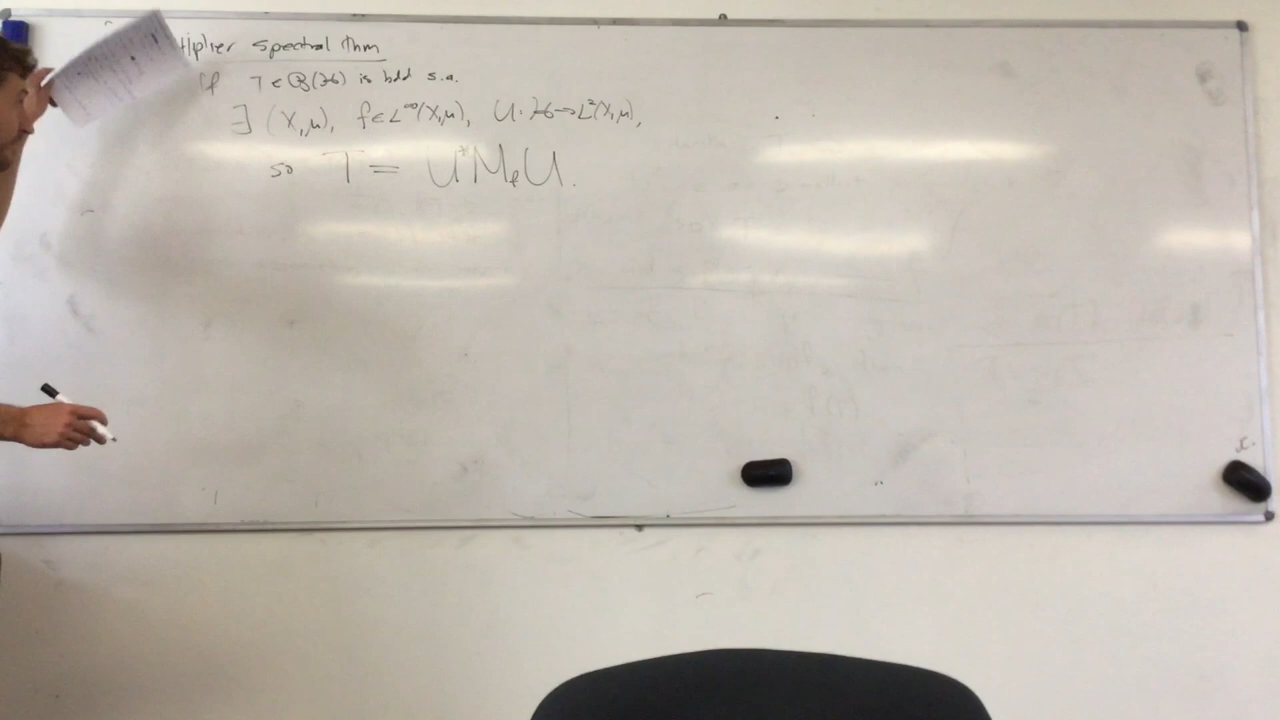 tiplier spectral thm
If T ∈ B(H) is bdd s.a.
∃ (X,μ), f ∈ L^∞(X,μ), U: H → L²(X,μ),
so T = U* M_f U.